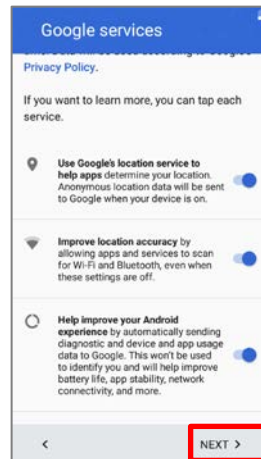 Google services
Privacy Policy.
If you want to learn more, you can tap each
service.
Use Google's location service to
help apps determine your location.
Anonymous location data will be sent
to Google when your device is on.
Improve location accuracy by
allowing apps and services to scan
for Wi-Fi and Bluetooth, even when
these settings are off.
Help improve your Android
experience by automatically sending
diagnostic and device and app usage
data to Google. This won't be used
to identify you and will help improve
battery life, app stability, network
connectivity, and more.
< NEXT >